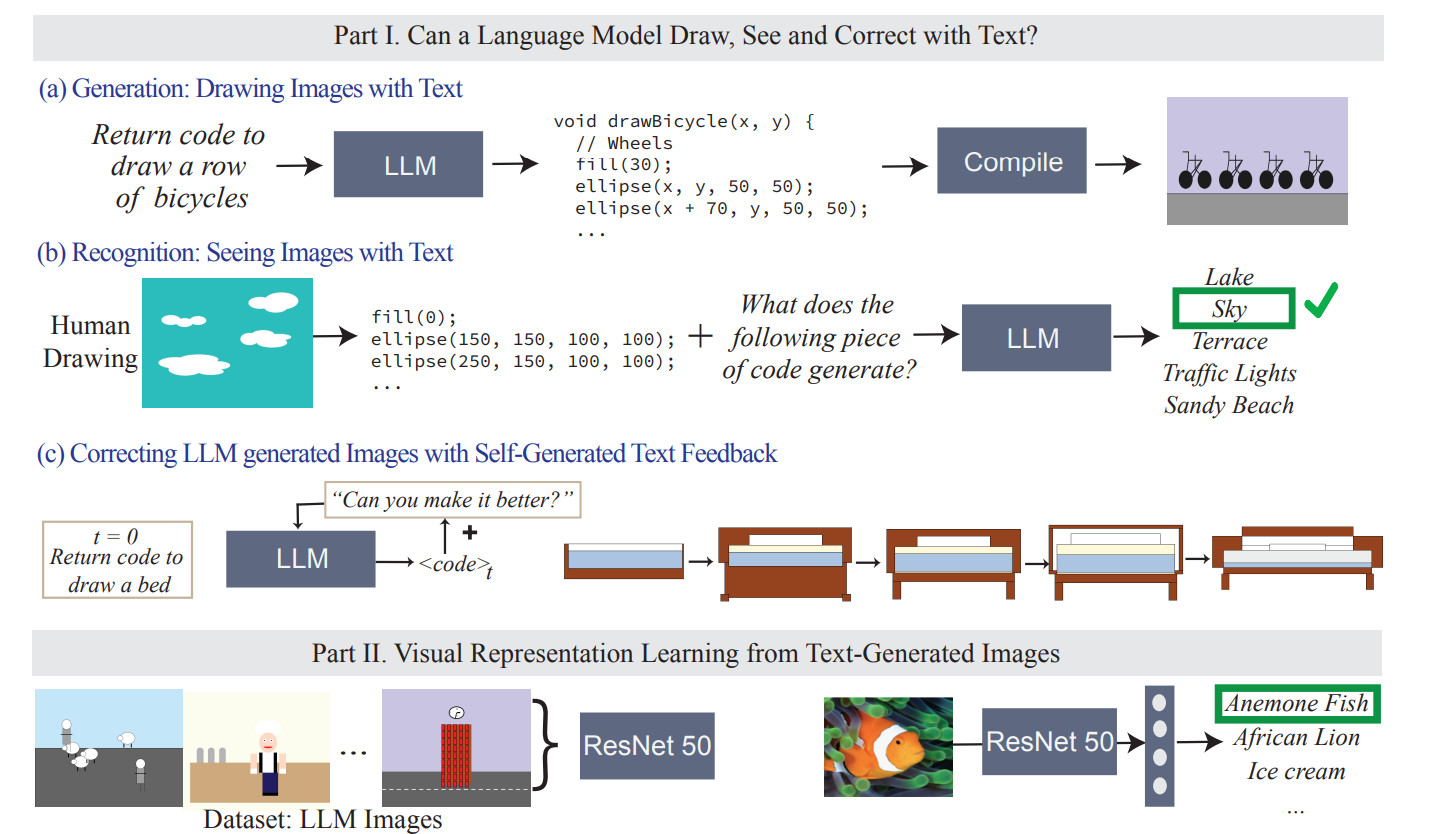 Part I. Can a Language Model Draw, See and Correct with Text?
(a) Generation: Drawing Images with Text
Return code to
draw a row
of bicycles
LLM
void drawBicycle(x, y) {
// Wheels
fill(30);
ellipse(x, y, 50, 50);
ellipse(x + 70, y, 50, 50);
...
Compile
(b) Recognition: Seeing Images with Text
Human
Drawing
fill(0);
ellipse(150, 150, 100, 100);
ellipse(250, 150, 100, 100);
...
+
What does the
following piece
of code generate?
LLM
Lake
Sky
Terrace
Traffic Lights
Sandy Beach
(c) Correcting LLM generated Images with Self-Generated Text Feedback
t = 0
Return code to
draw a bed
“Can you make it better?”
LLM
+
<code>t
Part II. Visual Representation Learning from Text-Generated Images
...
Dataset: LLM Images
ResNet 50
ResNet 50
Anemone Fish
African Lion
Ice cream
...